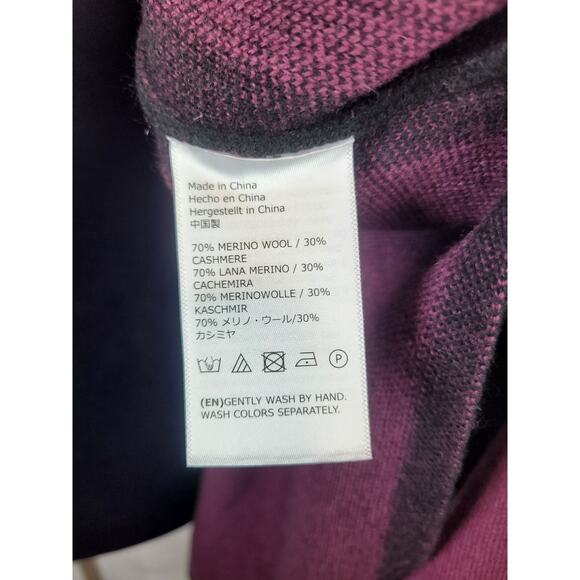 Made in China
Hecho en China
Hergestellt in China
中国製
70% MERINO WOOL / 30%
CASHMERE
70% LANA MERINO / 30%
CACHEMIRA
70% MERINOWOLLE / 30%
KASCHMIR
70% メリノ・ウール/30%
カシミヤ
P
(EN)GENTLY WASH BY HAND.
WASH COLORS SEPARATELY.